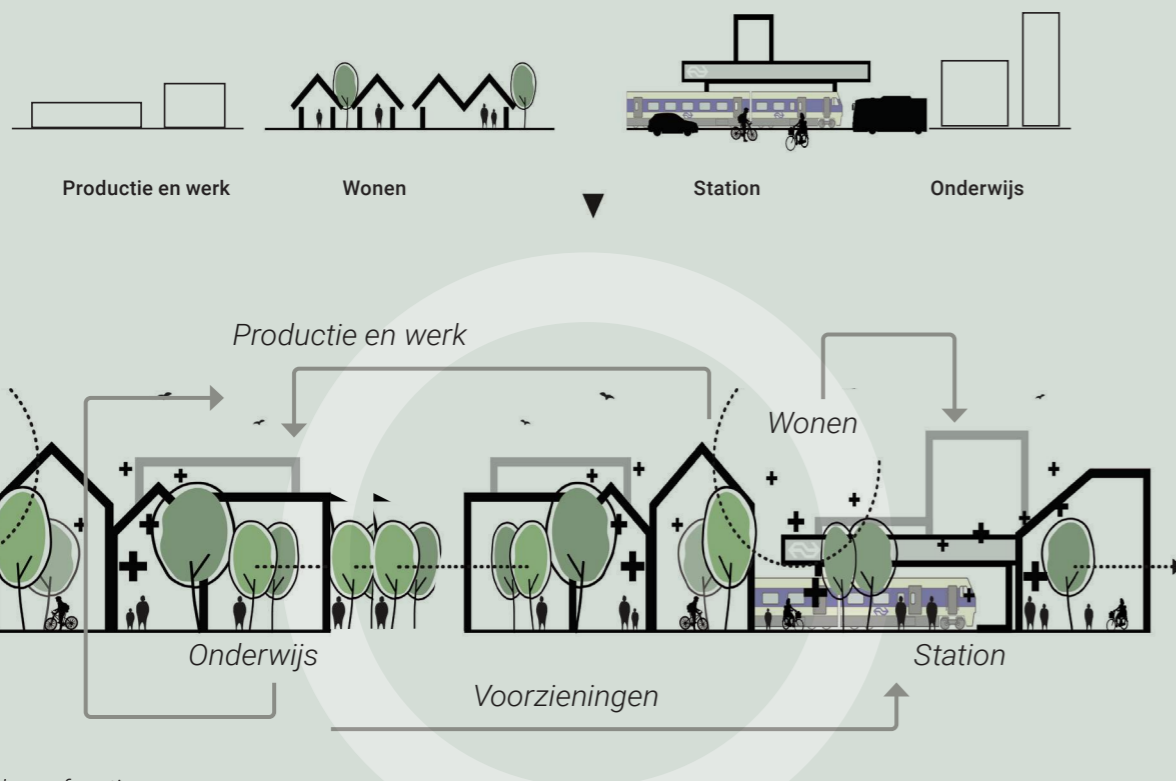 Productie en werk
Wonen
Station
Onderwijs
Productie en werk
Wonen
Onderwijs
Station
Voorzieningen